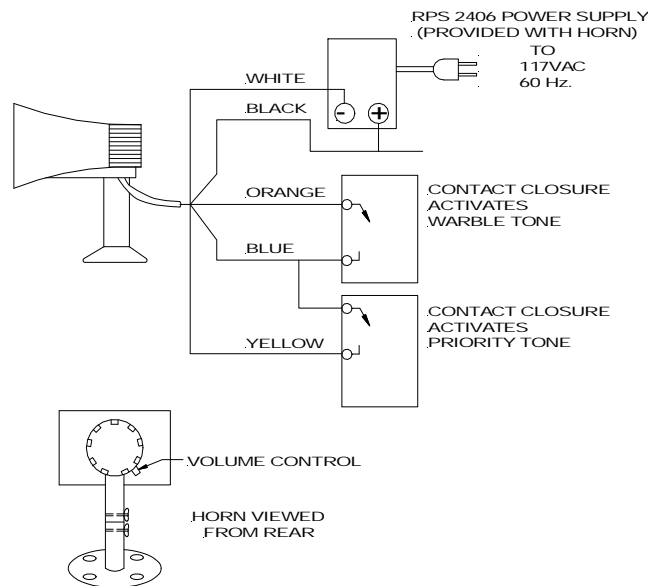 RPS 2406 POWER SUPPLY
(PROVIDED WITH HORN)
TO
117VAC
60 Hz.
WHITE
- +
BLACK
ORANGE
CONTACT CLOSURE
ACTIVATES
WARBLE TONE
BLUE
CONTACT CLOSURE
ACTIVATES
PRIORITY TONE
YELLOW
VOLUME CONTROL
HORN VIEWED
FROM REAR